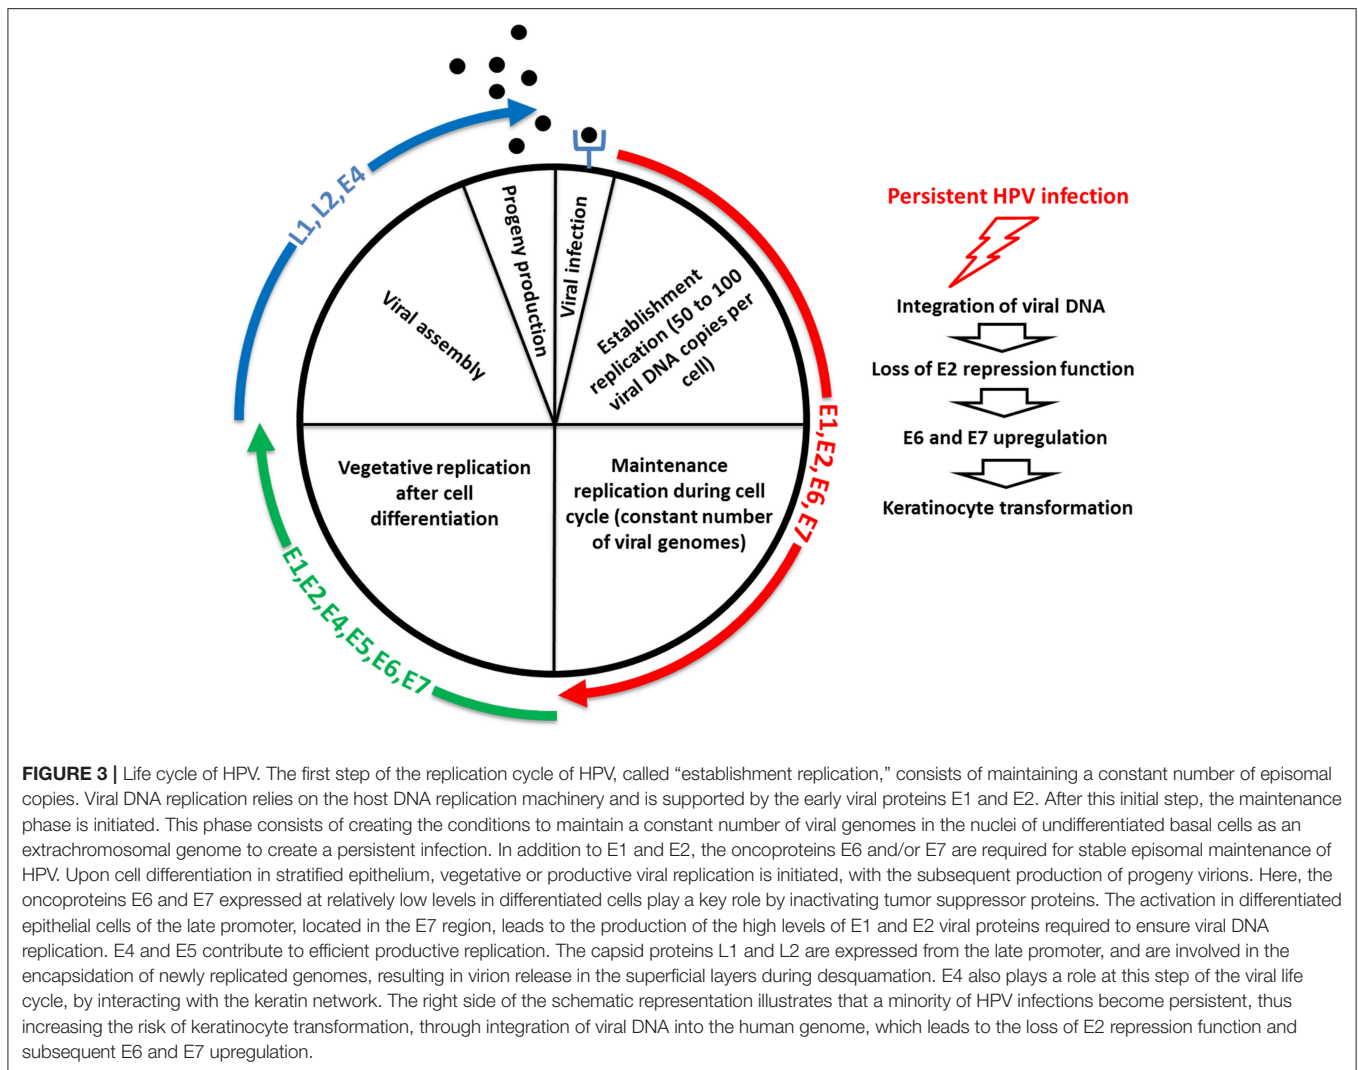 L1, L2,E4
Progeny production
Viral infection
Viral assembly
Establishment
replication (50 to 100
viral DNA copies per
cell)
E1,E2,E6,E7
Vegetative replication
after cell
differentiation
Maintenance
replication during cell
cycle (constant number
of viral genomes)
E1,E2,E4,E5,E6,E7
Persistent HPV infection
Integration of viral DNA
Loss of E2 repression function
E6 and E7 upregulation
Keratinocyte transformation
FIGURE 3 | Life cycle of HPV. The first step of the replication cycle of HPV, called “establishment replication,” consists of maintaining a constant number of episomal
copies. Viral DNA replication relies on the host DNA replication machinery and is supported by the early viral proteins E1 and E2. After this initial step, the maintenance
phase is initiated. This phase consists of creating the conditions to maintain a constant number of viral genomes in the nuclei of undifferentiated basal cells as an
extrachromosomal genome to create a persistent infection. In addition to E1 and E2, the oncoproteins E6 and/or E7 are required for stable episomal maintenance of
HPV. Upon cell differentiation in stratified epithelium, vegetative or productive viral replication is initiated, with the subsequent production of progeny virions. Here, the
oncoproteins E6 and E7 expressed at relatively low levels in differentiated cells play a key role by inactivating tumor suppressor proteins. The activation in differentiated
epithelial cells of the late promoter, located in the E7 region, leads to the production of the high levels of E1 and E2 viral proteins required to ensure viral DNA
replication. E4 and E5 contribute to efficient productive replication. The capsid proteins L1 and L2 are expressed from the late promoter, and are involved in the
encapsidation of newly replicated genomes, resulting in virion release in the superficial layers during desquamation. E4 also plays a role at this step of the viral life
cycle, by interacting with the keratin network. The right side of the schematic representation illustrates that a minority of HPV infections become persistent, thus
increasing the risk of keratinocyte transformation, through integration of viral DNA into the human genome, which leads to the loss of E2 repression function and
subsequent E6 and E7 upregulation.